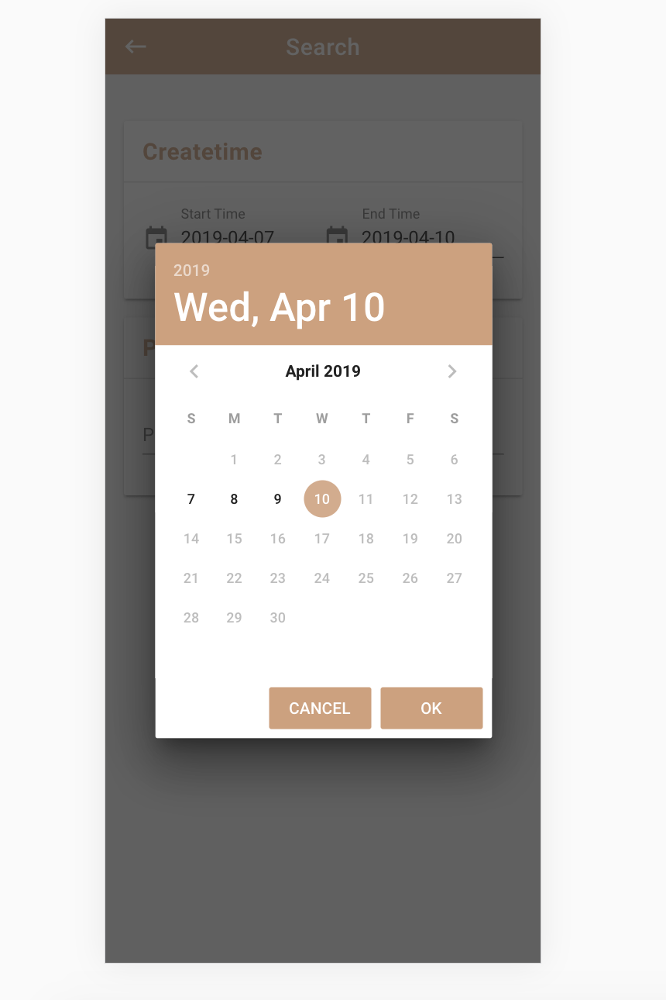 Search
Createtime
Start Time End Time
2019-04-07 2019-04-10
2019
Wed, Apr 10
April 2019
S M T W T F S
1 2 3 4 5 6
7 8 9 10 11 12 13
14 15 16 17 18 19 20
21 22 23 24 25 26 27
28 29 30
CANCEL OK